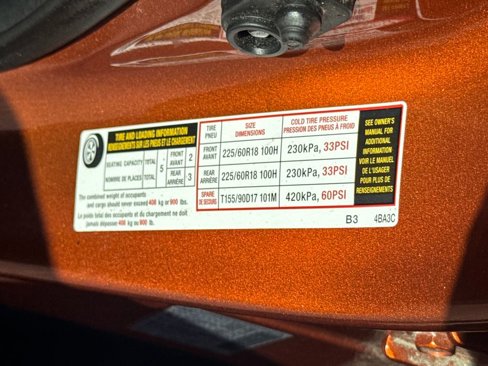 TIRE AND LOADING INFORMATION
RENSEIGNEMENTS SUR LES PNEUS ET LE CHARGEMENT
SEATING CAPACITY TOTAL 5 FRONT AVANT 2
NOMBRE DE PLACES TOTAL REAR ARRIÈRE 3
The combined weight of occupants
and cargo should never exceed 408 kg or 900 lbs.
Le poids total des occupants et du chargement ne doit
jamais dépasser 408 kg ou 900 lb.
TIRE PNEU SIZE DIMENSIONS COLD TIRE PRESSURE PRESSION DES PNEUS À FROID
FRONT AVANT 225/60R18 100H 230kPa, 33PSI
REAR ARRIÈRE 225/60R18 100H 230kPa, 33PSI
SPARE DE SECOURS T155/90D17 101M 420kPa, 60PSI
SEE OWNER'S
MANUAL FOR
ADDITIONAL
INFORMATION
VOIR LE MANUEL
DE L'USAGER
POUR PLUS DE
RENSEIGNEMENTS
B3 4BA3C